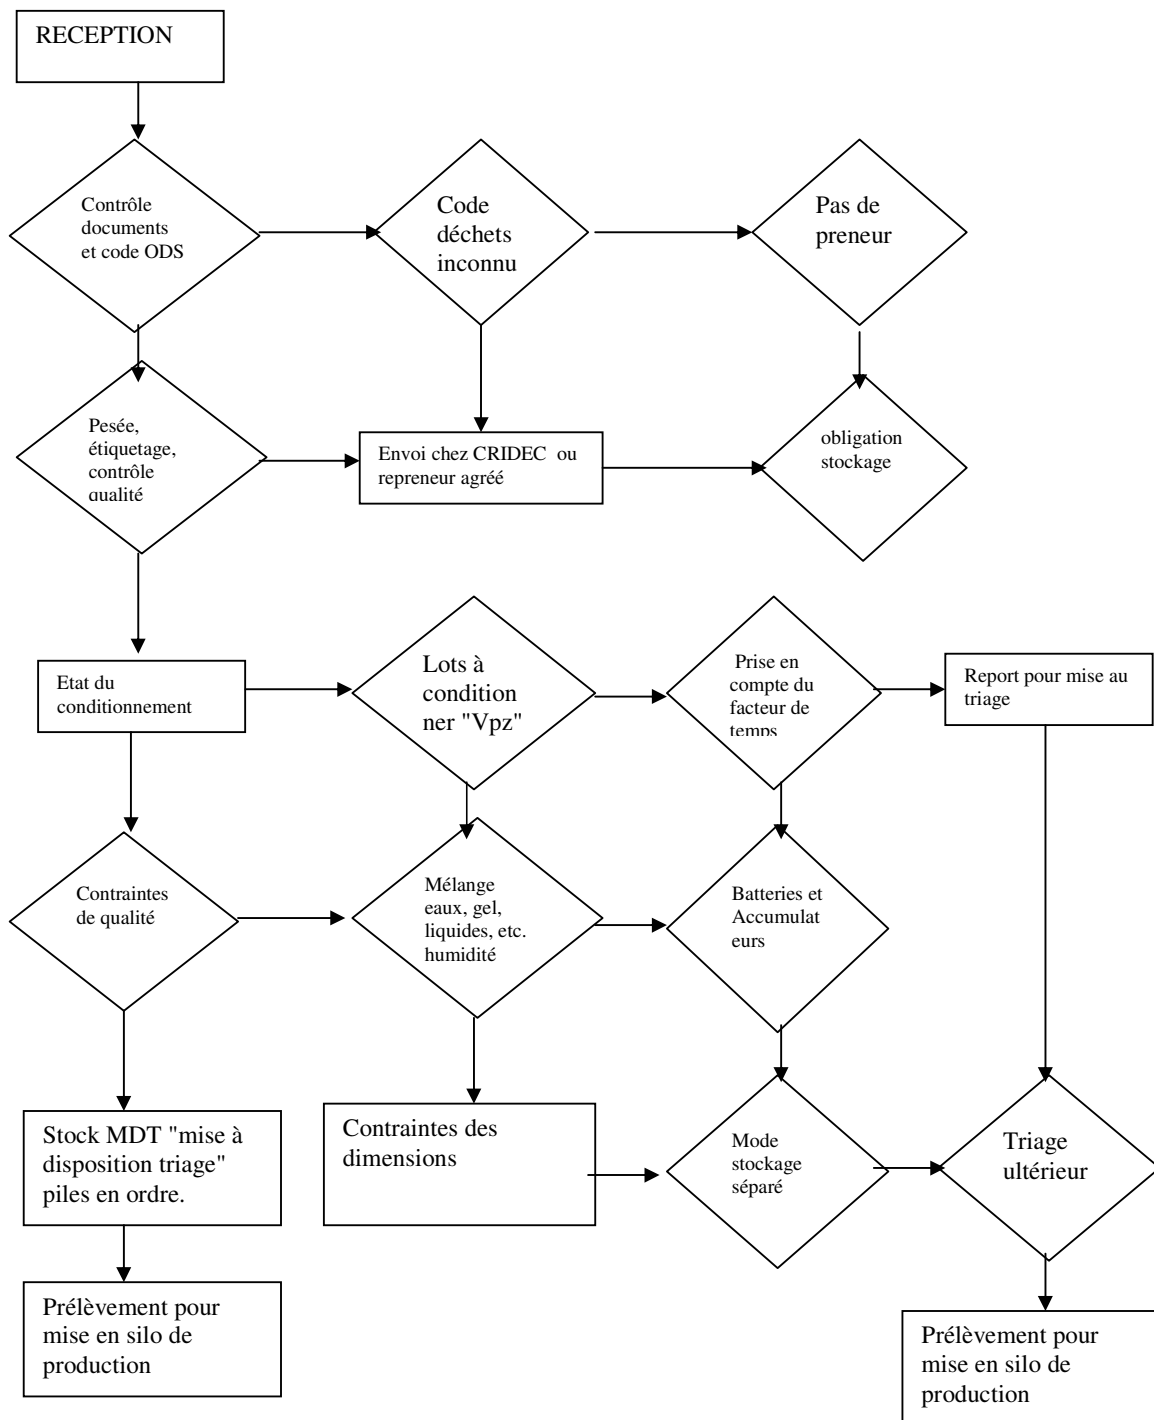 RECEPTION
Contrôle
documents
et code ODS
Code
déchets
inconnu
Pas de
preneur
Pesée,
étiquetage,
contrôle
qualité
Envoi chez CRIDEC ou
repreneur agréé
obligation
stockage
Etat du
conditionnement
Lots à
condition
ner "Vpz"
Prise en
compte du
facteur de
temps
Report pour mise au
triage
Contraintes
de qualité
Mélange
eaux, gel,
liquides, etc.
humidité
Batteries et
Accumulat
eurs
Stock MDT "mise à
disposition triage"
piles en ordre.
Contraintes des
dimensions
Mode
stockage
séparé
Triage
ultérieur
Prélèvement pour
mise en silo de
production
Prélèvement pour
mise en silo de
production